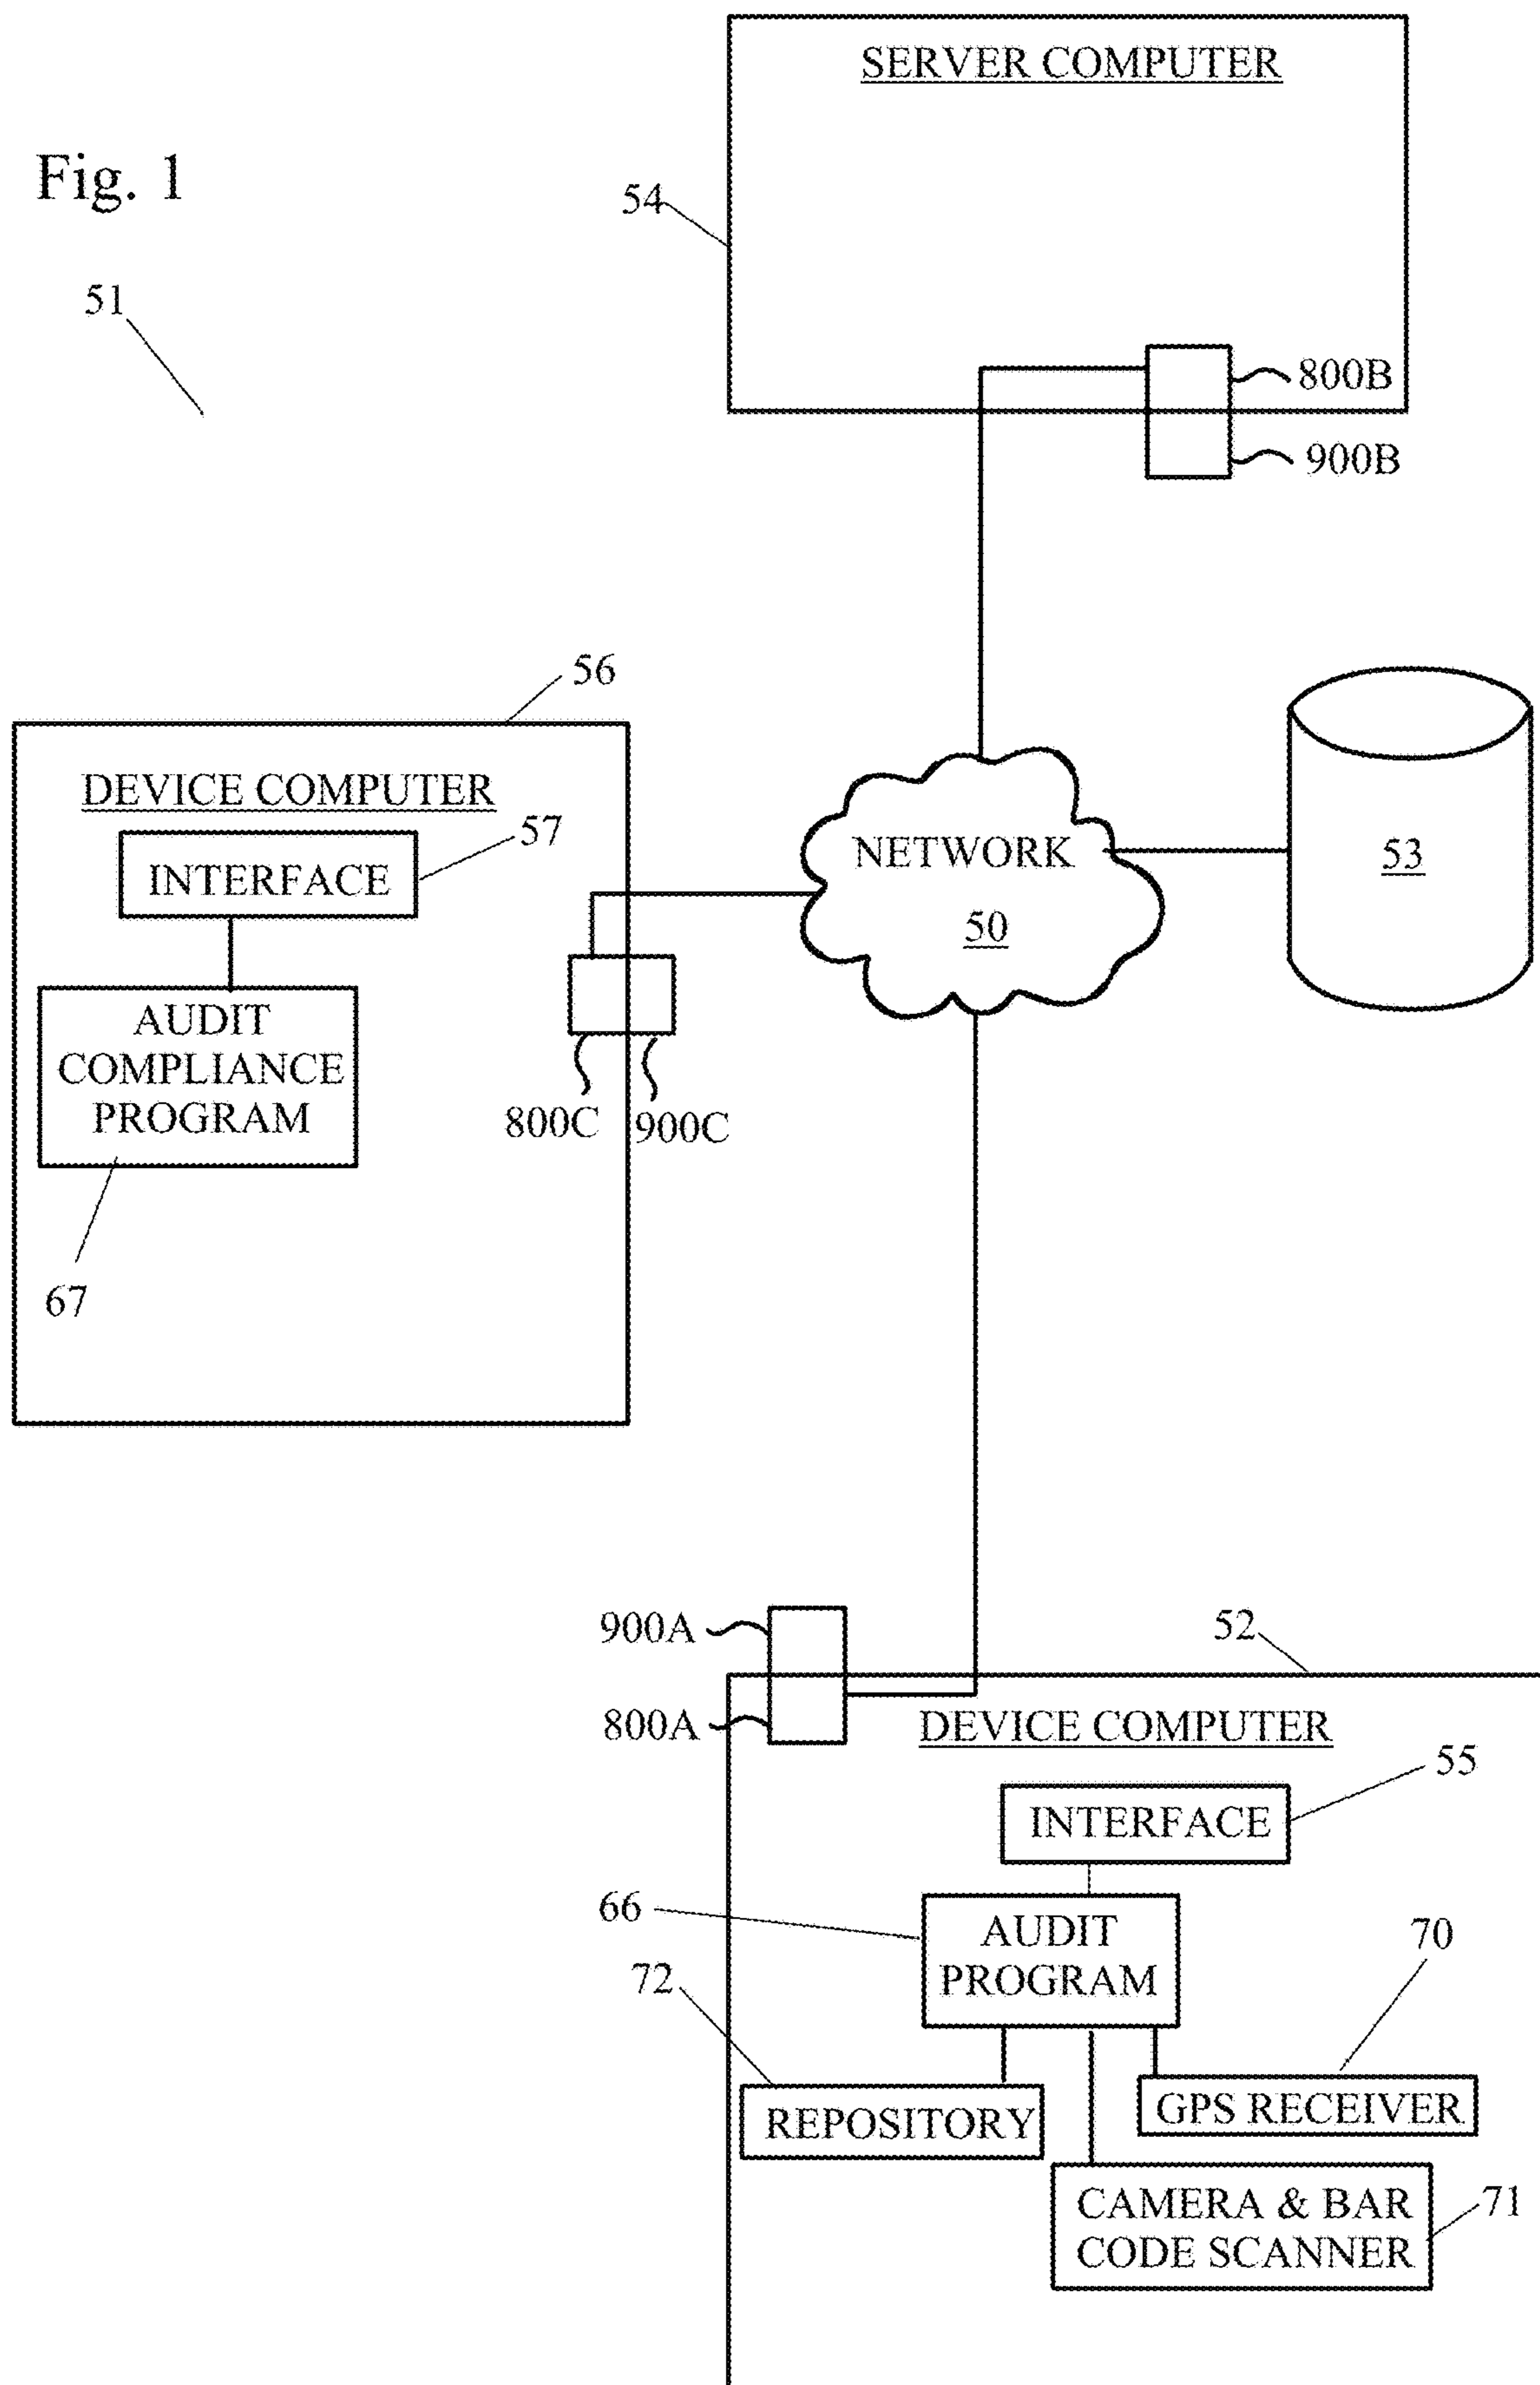 SERVER COMPUTER
Fig. 1
54
51
800B
900B
56
DEVICE COMPUTER
57
INTERFACE
NETWORK
53
50
AUDIT
COMPLIANCE
PROGRAM
800C
900C
67
900A
52
800A
DEVICE COMPUTER
55
INTERFACE
66
AUDIT
PROGRAM
70
72
REPOSITORY
GPS RECEIVER
CAMERA & BAR
CODE SCANNER
71